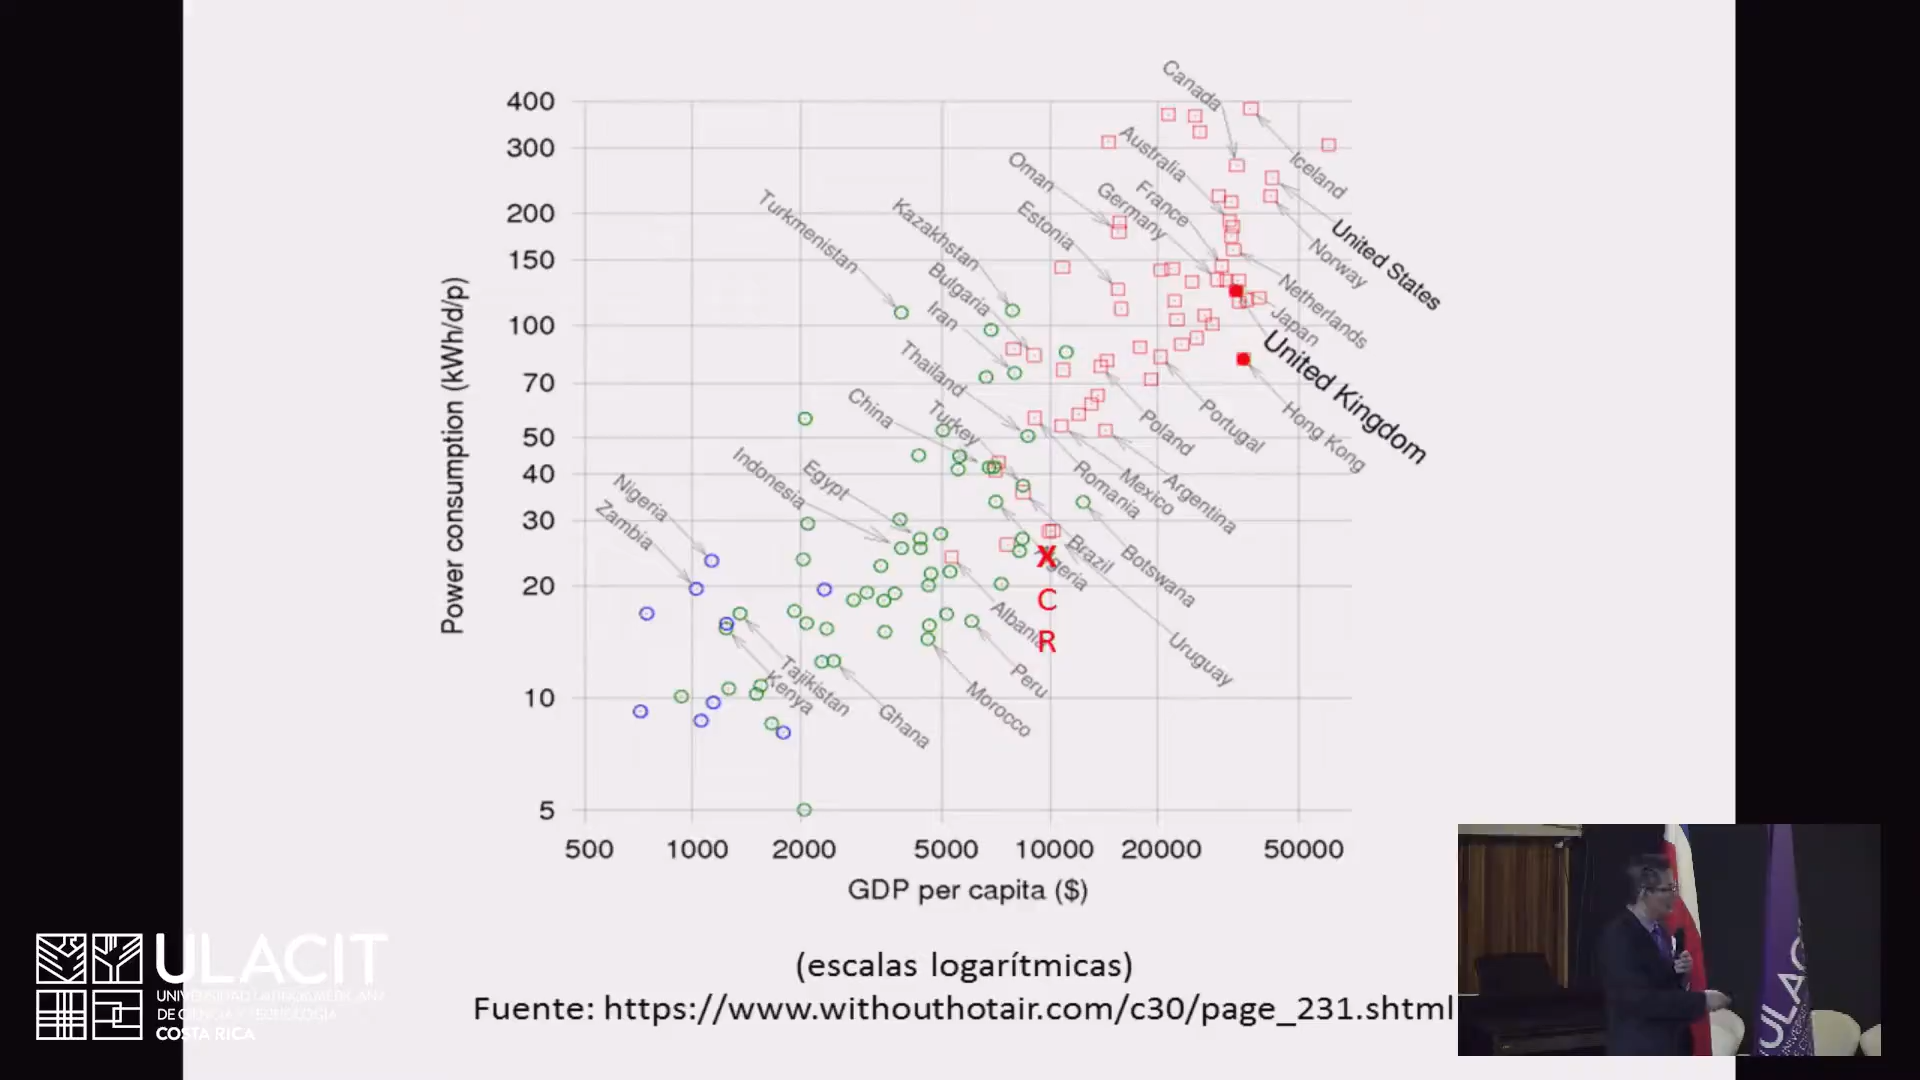 Canada
400
300
Australia
Iceland
Oman
France
Germany
200
Turkmenistan
Kazakhstan
Estonia
United States
Norway
150
Bulgaria
Netherlands
Iran
Japan
100
United Kingdom
Thailand
70
China
Turkey
Portugal
Hong Kong
Poland
50
Indonesia
Egypt
Romania
Mexico
Argentina
40
Nigeria
Zambia
30
Brazil
Botswana
X
C
R
20
Albania
Uruguay
Tajikistan
Kenya
Peru
Morocco
Ghana
10
5
Power consumption (kWh/d/p)
500 1000 2000 5000 10000 20000 50000
GDP per capita ($)
(escalas logarítmicas)
Fuente: https://www.withouthotair.com/c30/page_231.shtml
ULACIT
UNIVERSIDAD LATINOAMERICANA
DE CIENCIA Y TECNOLOGÍA
COSTA RICA